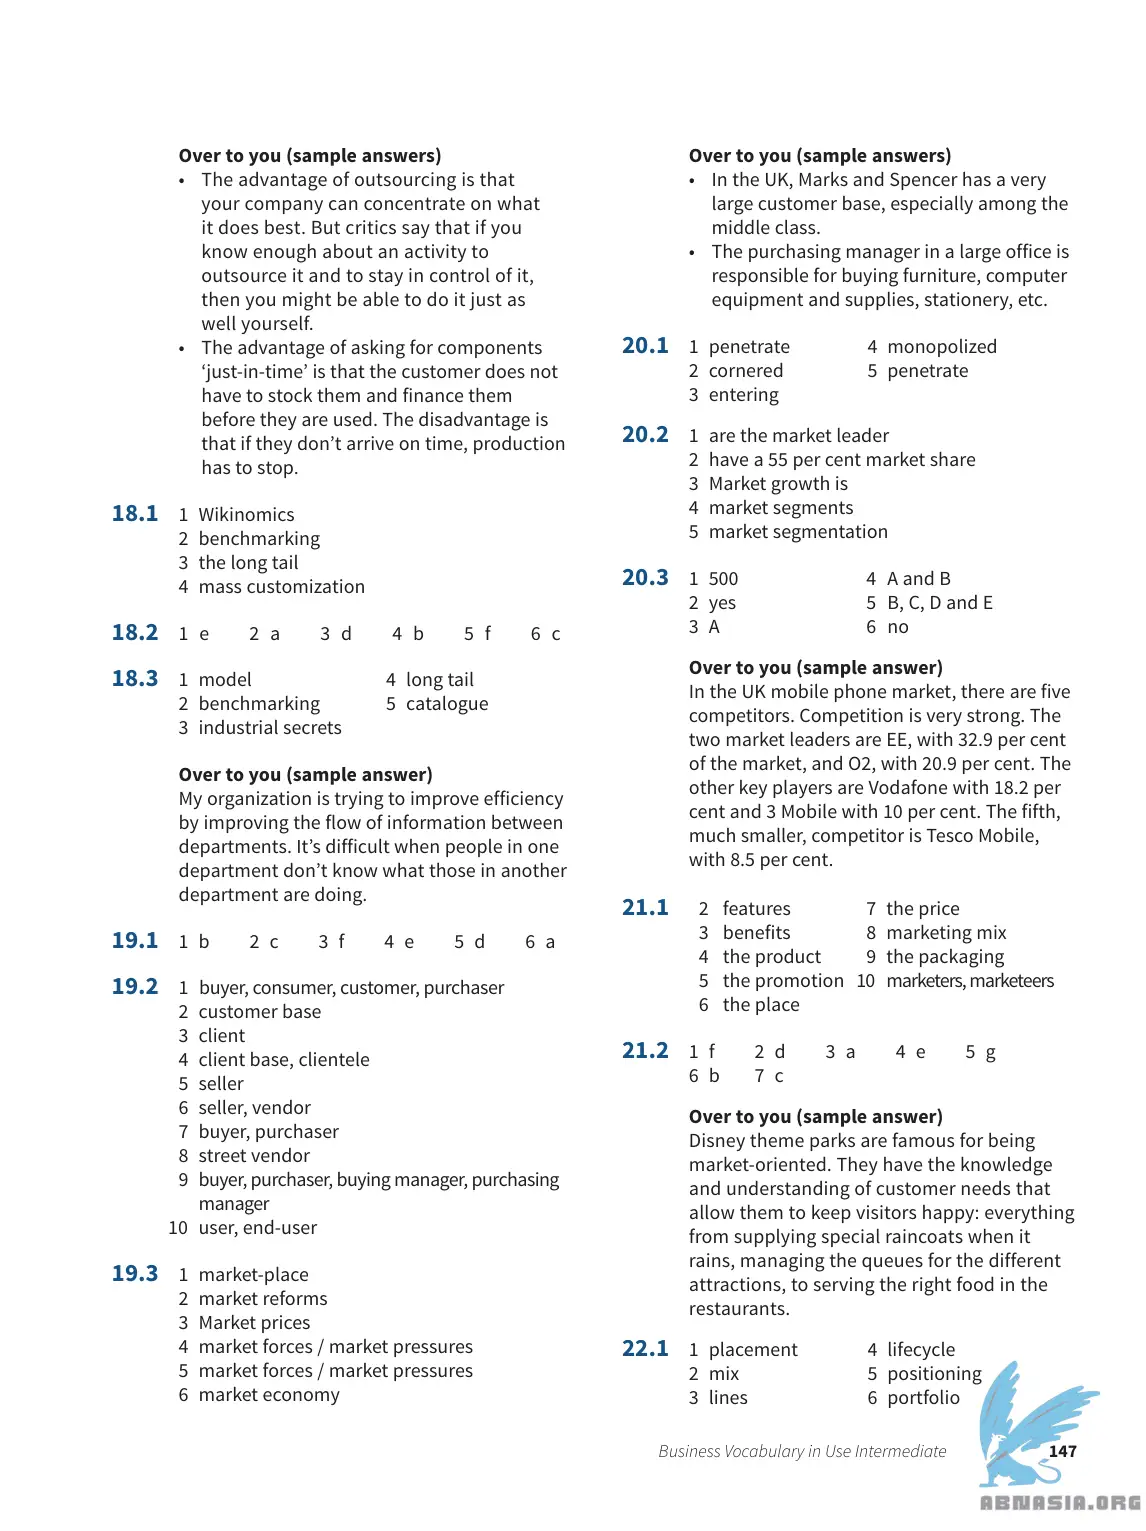 Over to you (sample answers)
• The advantage of outsourcing is that
your company can concentrate on what
it does best. But critics say that if you
know enough about an activity to
outsource it and to stay in control of it,
then you might be able to do it just as
well yourself.
• The advantage of asking for components
‘just-in-time’ is that the customer does not
have to stock them and finance them
before they are used. The disadvantage is
that if they don’t arrive on time, production
has to stop.
18.1 1 Wikinomics
2 benchmarking
3 the long tail
4 mass customization
18.2 1 e 2 a 3 d 4 b 5 f 6 c
18.3 1 model 4 long tail
2 benchmarking 5 catalogue
3 industrial secrets
Over to you (sample answer)
My organization is trying to improve efficiency
by improving the flow of information between
departments. It’s difficult when people in one
department don’t know what those in another
department are doing.
19.1 1 b 2 c 3 f 4 e 5 d 6 a
19.2 1 buyer, consumer, customer, purchaser
2 customer base
3 client
4 client base, clientele
5 seller
6 seller, vendor
7 buyer, purchaser
8 street vendor
9 buyer, purchaser, buying manager, purchasing
manager
10 user, end-user
19.3 1 market-place
2 market reforms
3 Market prices
4 market forces / market pressures
5 market forces / market pressures
6 market economy
Over to you (sample answers)
• In the UK, Marks and Spencer has a very
large customer base, especially among the
middle class.
• The purchasing manager in a large office is
responsible for buying furniture, computer
equipment and supplies, stationery, etc.
20.1 1 penetrate 4 monopolized
2 cornered 5 penetrate
3 entering
20.2 1 are the market leader
2 have a 55 per cent market share
3 Market growth is
4 market segments
5 market segmentation
20.3 1 500 4 A and B
2 yes 5 B, C, D and E
3 A 6 no
Over to you (sample answer)
In the UK mobile phone market, there are five
competitors. Competition is very strong. The
two market leaders are EE, with 32.9 per cent
of the market, and O2, with 20.9 per cent. The
other key players are Vodafone with 18.2 per
cent and 3 Mobile with 10 per cent. The fifth,
much smaller, competitor is Tesco Mobile,
with 8.5 per cent.
21.1 2 features 7 the price
3 benefits 8 marketing mix
4 the product 9 the packaging
5 the promotion 10 marketers, marketeers
6 the place
21.2 1 f 2 d 3 a 4 e 5 g
6 b 7 c
Over to you (sample answer)
Disney theme parks are famous for being
market-oriented. They have the knowledge
and understanding of customer needs that
allow them to keep visitors happy: everything
from supplying special raincoats when it
rains, managing the queues for the different
attractions, to serving the right food in the
restaurants.
22.1 1 placement 4 lifecycle
2 mix 5 positioning
3 lines 6 portfolio
Business Vocabulary in Use Intermediate 147
ABNASIA.ORG